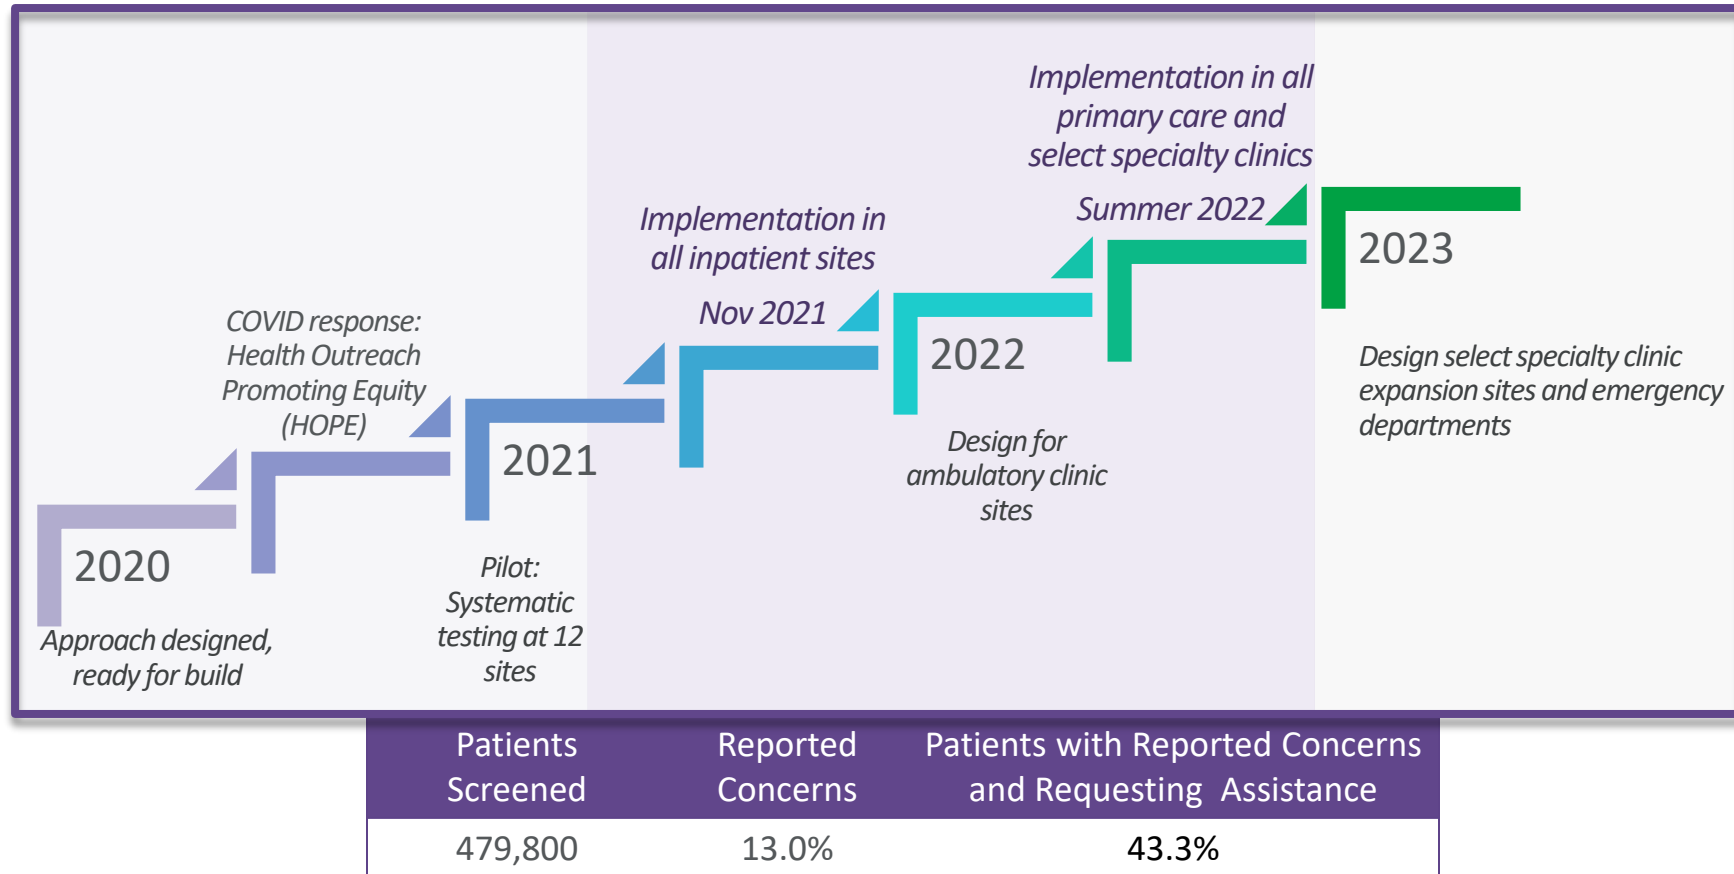 2020
Approach designed,
ready for build
COVID response:
Health Outreach
Promoting Equity
(HOPE)
2021
Pilot:
Systematic
testing at 12
sites
Implementation in
all inpatient sites
Nov 2021
2022
Design for
ambulatory clinic
sites
Implementation in all
primary care and
select specialty clinics
Summer 2022
2023
Design select specialty clinic
expansion sites and emergency
departments
Patients
Screened
Reported
Concerns
Patients with Reported Concerns
and Requesting Assistance
479,800
13.0%
43.3%